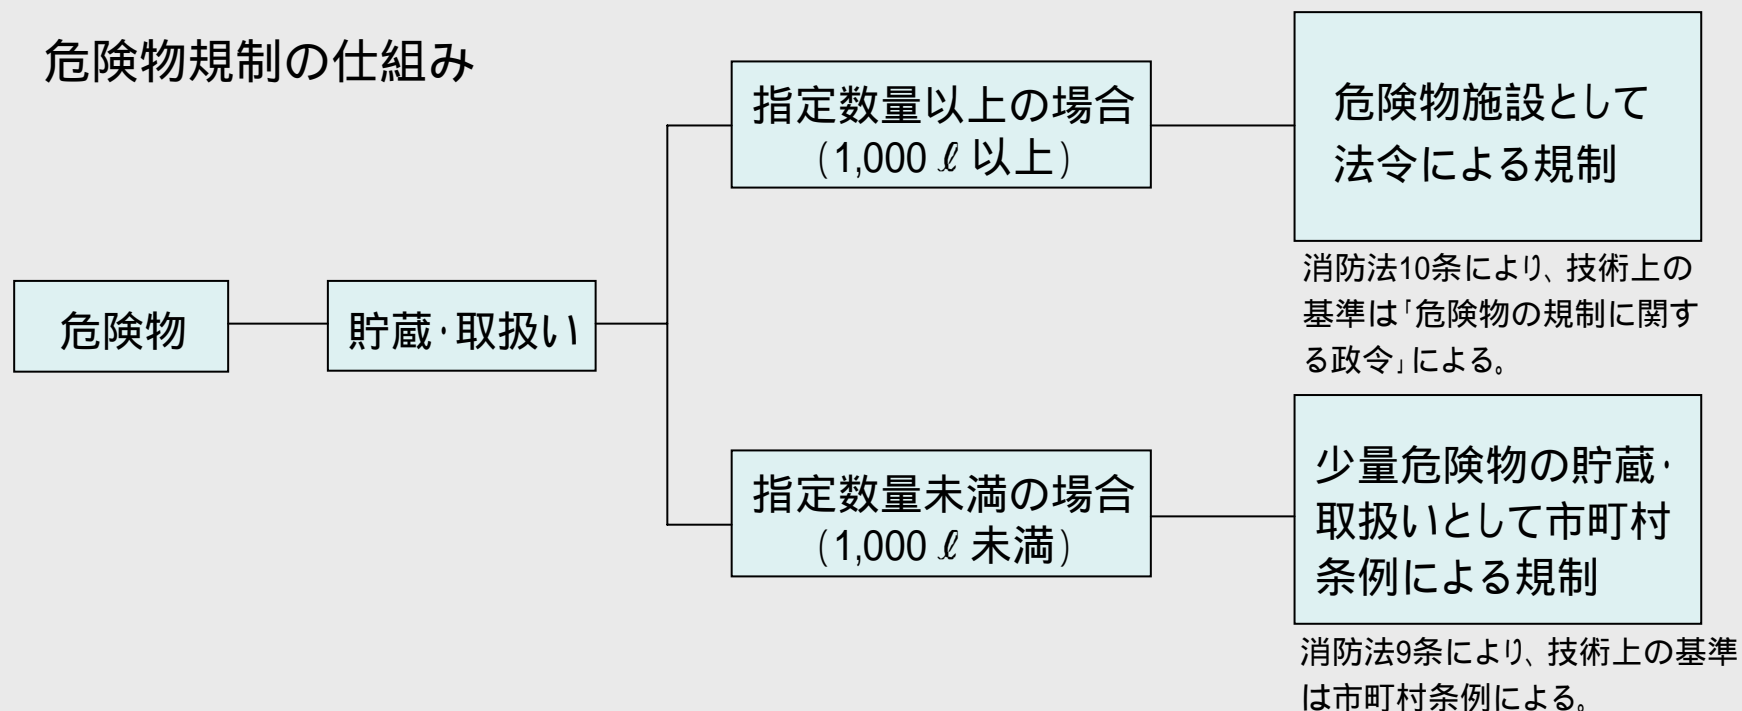 危険物規制の仕組み
危険物
貯蔵・取扱い
指定数量以上の場合
(1,000 ℓ 以上)
危険物施設として
法令による規制
消防法10条により、技術上の
基準は「危険物の規制に関す
る政令」による。
指定数量未満の場合
(1,000 ℓ 未満)
少量危険物の貯蔵・
取扱いとして市町村
条例による規制
消防法9条により、技術上の基準
は市町村条例による。